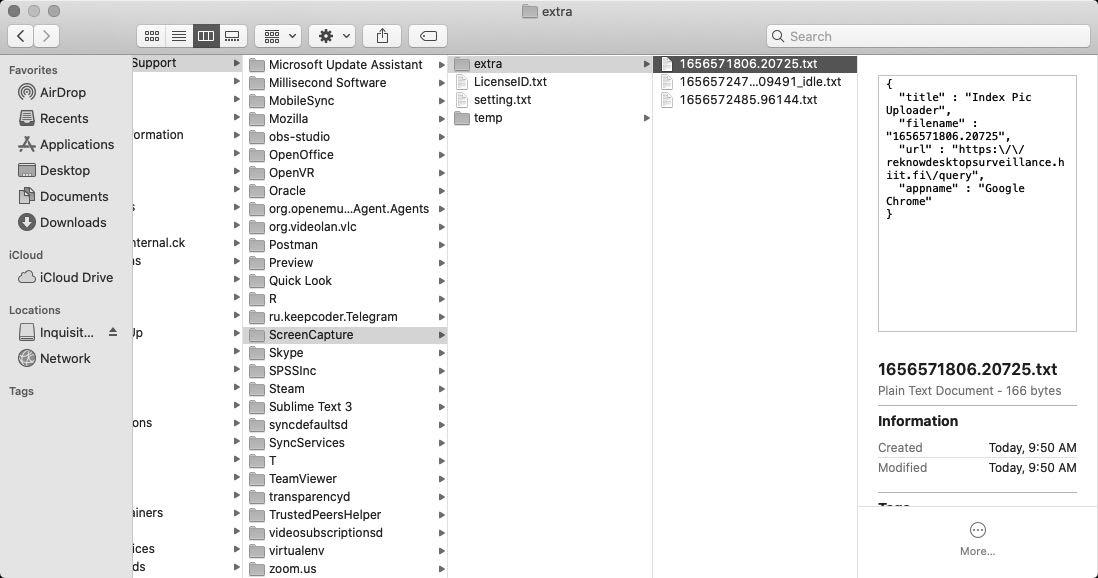 extra
Search
Favorites
AirDrop
Recents
Applications
Desktop
Documents
Downloads
iCloud
iCloud Drive
Locations
Inquisit...
Network
Tags
Support
ormation
s
nternal.ck
ns
Up
ons
ainers
ices
ds
Microsoft Update Assistant
Millisecond Software
MobileSync
Mozilla
obs-studio
OpenOffice
OpenVR
Oracle
org.openemu...Agent.Agents
org.videolan.vlc
Postman
Preview
Quick Look
R
ru.keepcoder.Telegram
ScreenCapture
Skype
SPSSInc
Steam
Sublime Text 3
syncdefaultsd
SyncServices
T
TeamViewer
transparencyd
TrustedPeersHelper
videosubscriptionsd
virtualenv
zoom.us
extra
LicenseID.txt
setting.txt
temp
1656571806.20725.txt
165657247...09491_idle.txt
1656572485.96144.txt
{
"title" : "Index Pic
Uploader",
"filename" :
"1656571806.20725",
"url" : "https:\/\/
reknowdesktopsurveillance.h
iit.fi\/query",
"appname" : "Google
Chrome"
}
1656571806.20725.txt
Plain Text Document - 166 bytes
Information
Created Today, 9:50 AM
Modified Today, 9:50 AM
Tags
More...